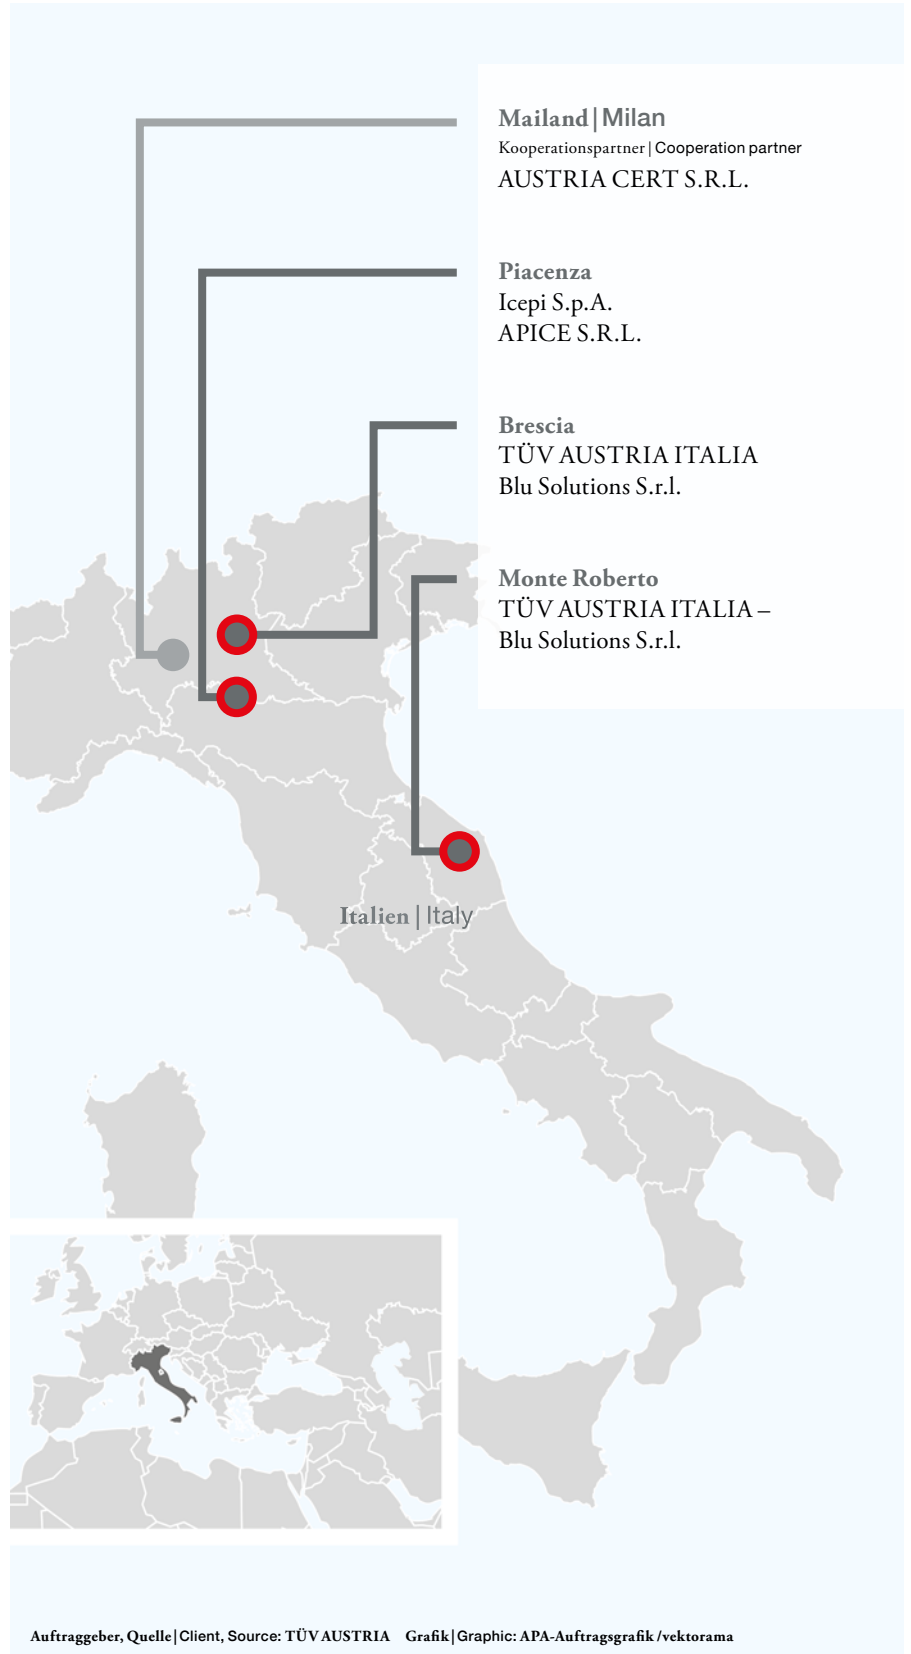 Mailand | Milan
Kooperationspartner | Cooperation partner
AUSTRIA CERT S.R.L.
Piacenza
Icepi S.p.A.
APICE S.R.L.
Brescia
TÜV AUSTRIA ITALIA
Blu Solutions S.r.l.
Monte Roberto
TÜV AUSTRIA ITALIA –
Blu Solutions S.r.l.
Italien | Italy
Auftraggeber, Quelle | Client, Source: TÜV AUSTRIA Grafik | Graphic: APA-Auftragsgrafik / vektorama